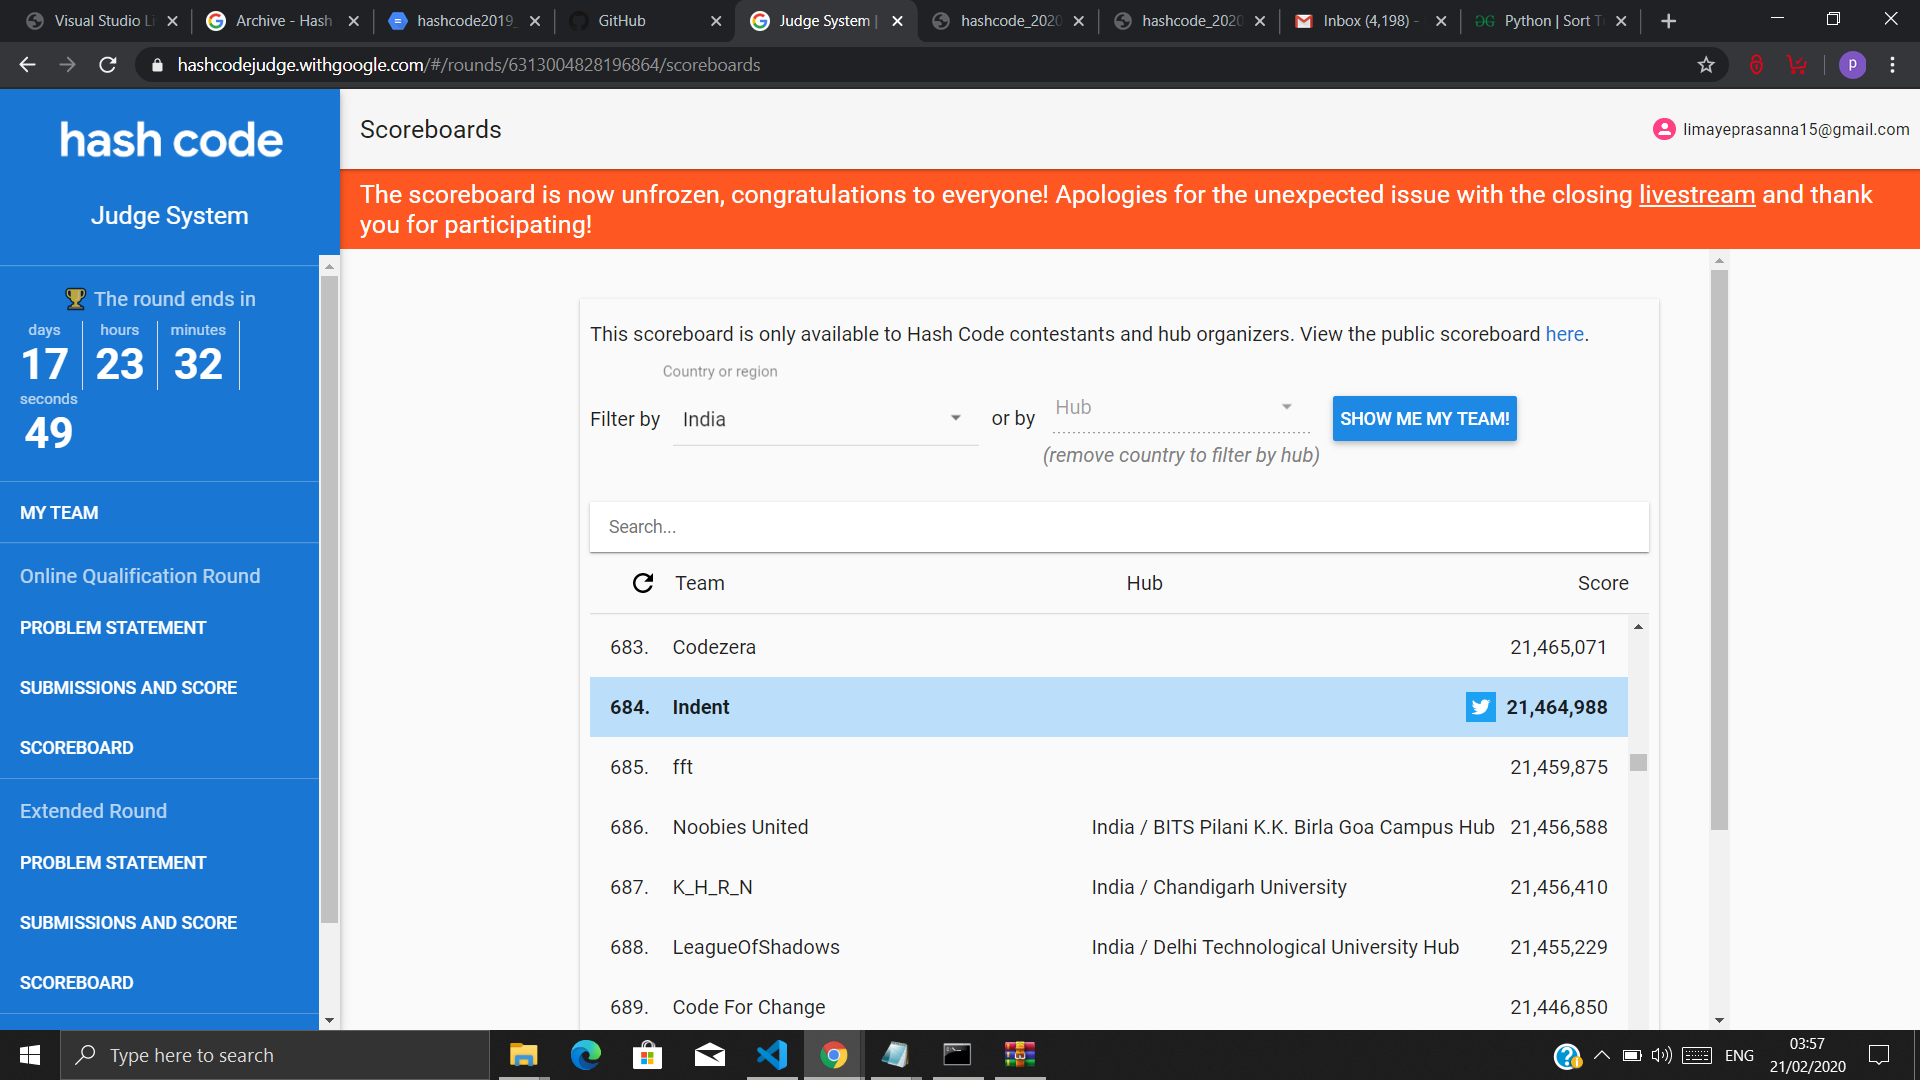 Visual Studio Li
Archive - Hash
hashcode2019_
GitHub
Judge System |
hashcode_2020
hashcode_2020
Inbox (4,198) -
Python | Sort T
hashcodejudge.withgoogle.com/#/rounds/6313004828196864/scoreboards
p
hash code
Judge System
The round ends in
days hours minutes
17 23 32
seconds
49
MY TEAM
Online Qualification Round
PROBLEM STATEMENT
SUBMISSIONS AND SCORE
SCOREBOARD
Extended Round
PROBLEM STATEMENT
SUBMISSIONS AND SCORE
SCOREBOARD
Scoreboards
limayeprasanna15@gmail.com
The scoreboard is now unfrozen, congratulations to everyone! Apologies for the unexpected issue with the closing livestream and thank
you for participating!
This scoreboard is only available to Hash Code contestants and hub organizers. View the public scoreboard here.
Country or region
Filter by India or by Hub SHOW ME MY TEAM!
(remove country to filter by hub)
Search...
Team Hub Score
683. Codezera 21,465,071
684. Indent 21,464,988
685. fft 21,459,875
686. Noobies United India / BITS Pilani K.K. Birla Goa Campus Hub 21,456,588
687. K_H_R_N India / Chandigarh University 21,456,410
688. LeagueOfShadows India / Delhi Technological University Hub 21,455,229
689. Code For Change 21,446,850
Type here to search
ENG
03:57
21/02/2020